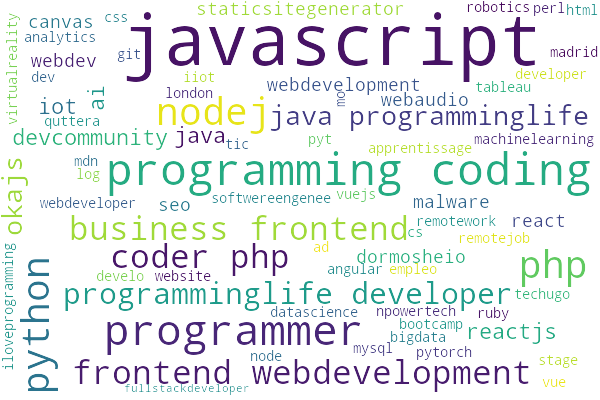 staticsitegenerator
robotics
perl
html
canvas
css
javascript
analytics
git
madrid
webdev
virtualreality
dev
iiot
webdevelopment
developer
tableau
iot
ai
london
mo
webaudio
nodej
java programminglife
quttera
devcommunity
java
tic
pyt
machinelearning
apprentissage
mdn
log
programming coding
okajs
vuejs
webdeveloper
seo
softwereengenee
malware
business frontend
cs
remotework
react
remotejob
iloveprogramming
python
coder php
ad
dormosheio
php
develo
website
angular
empleo
programminglife developer
techugo
datascience
npowertech
ruby
programmer
bootcamp
bigdata
reactjs
mysql
pytorch
node
frontend webdevelopment
stage
vue
fullstackdeveloper